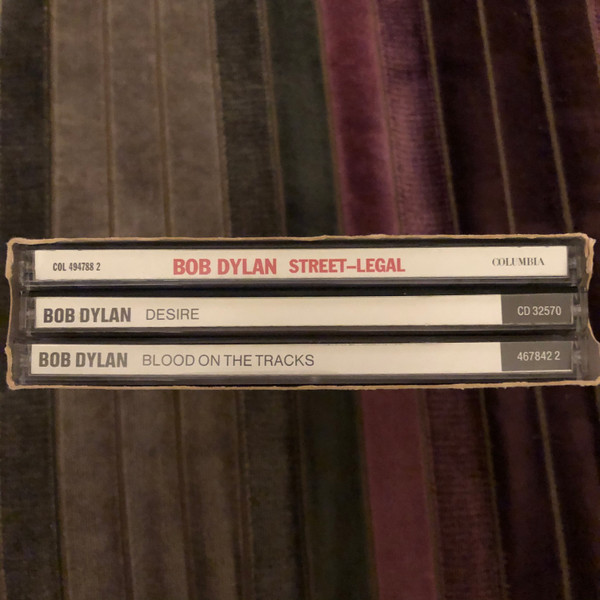 COL 494788 2 BOB DYLAN STREET-LEGAL COLUMBIA
BOB DYLAN DESIRE CD 32570
BOB DYLAN BLOOD ON THE TRACKS 467842 2